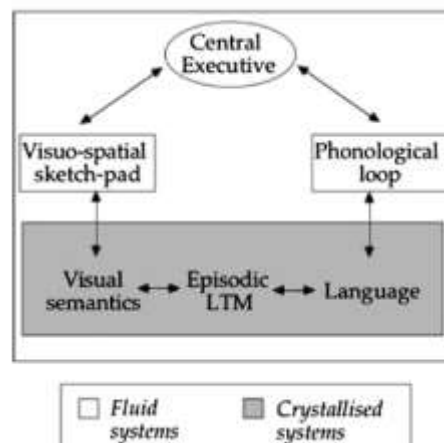 Central
Executive
Visuo-spatial
sketch-pad
Phonological
loop
Visual
semantics
Episodic
LTM
Language
Fluid
systems
Crystallised
systems